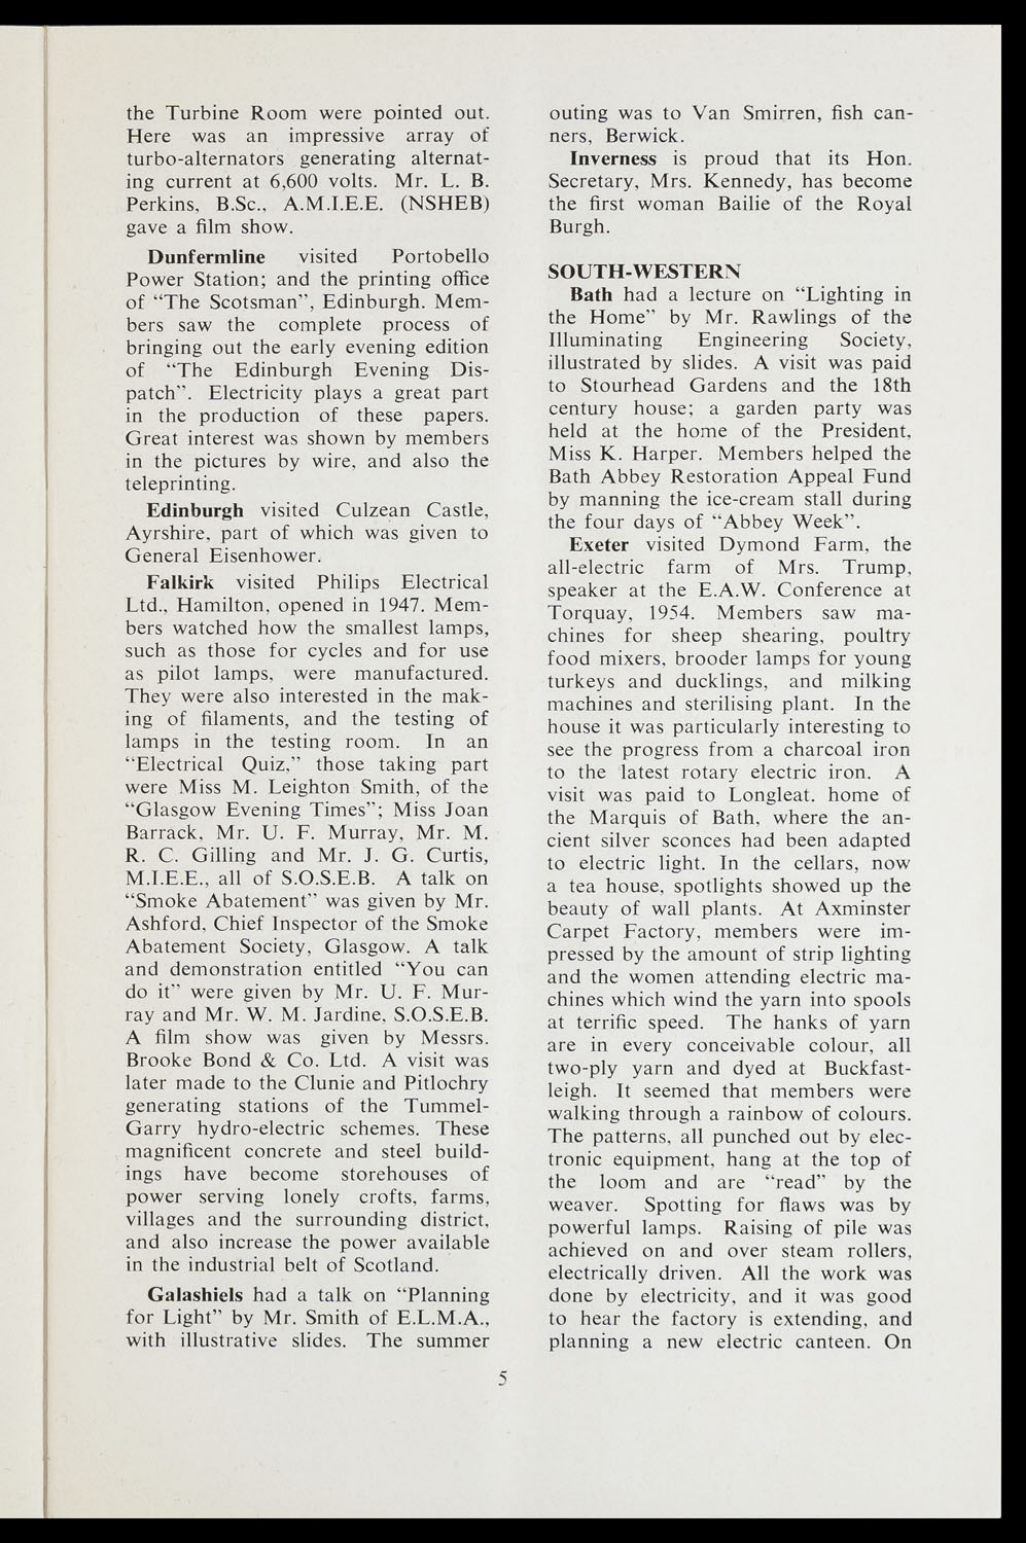 the Turbine Room were pointed out.
Here was an impressive array of
turbo-alternators generating alternat-
ing current at 6,600 volts. Mr. L. B.
Perkins, B.Sc., A.M.I.E.E. (NSHEB)
gave a film show.
Dunfermline visited Portobello
Power Station; and the printing office
of “The Scotsman”, Edinburgh. Mem-
bers saw the complete process of
bringing out the early evening edition
of “The Edinburgh Evening Dis-
patch”. Electricity plays a great part
in the production of these papers.
Great interest was shown by members
in the pictures by wire, and also the
teleprinting.
Edinburgh visited Culzean Castle,
Ayrshire, part of which was given to
General Eisenhower.
Falkirk visited Philips Electrical
Ltd., Hamilton, opened in 1947. Mem-
bers watched how the smallest lamps,
such as those for cycles and for use
as pilot lamps, were manufactured.
They were also interested in the mak-
ing of filaments, and the testing of
lamps in the testing room. In an
“Electrical Quiz,” those taking part
were Miss M. Leighton Smith, of the
“Glasgow Evening Times”; Miss Joan
Barrack, Mr. U. F. Murray, Mr. M.
R. C. Gilling and Mr. J. G. Curtis,
M.I.E.E., all of S.O.S.E.B. A talk on
“Smoke Abatement” was given by Mr.
Ashford, Chief Inspector of the Smoke
Abatement Society, Glasgow. A talk
and demonstration entitled “You can
do it” were given by Mr. U. F. Mur-
ray and Mr. W. M. Jardine, S.O.S.E.B.
A film show was given by Messrs.
Brooke Bond & Co. Ltd. A visit was
later made to the Clunie and Pitlochry
generating stations of the Tummel-
Garry hydro-electric schemes. These
magnificent concrete and steel build-
ings have become storehouses of
power serving lonely crofts, farms,
villages and the surrounding district,
and also increase the power available
in the industrial belt of Scotland.
Galashiels had a talk on “Planning
for Light” by Mr. Smith of E.L.M.A.,
with illustrative slides. The summer
outing was to Van Smirren, fish can-
ners, Berwick.
Inverness is proud that its Hon.
Secretary, Mrs. Kennedy, has become
the first woman Bailie of the Royal
Burgh.
SOUTH-WESTERN
Bath had a lecture on “Lighting in
the Home” by Mr. Rawlings of the
Illuminating Engineering Society,
illustrated by slides. A visit was paid
to Stourhead Gardens and the 18th
century house; a garden party was
held at the home of the President,
Miss K. Harper. Members helped the
Bath Abbey Restoration Appeal Fund
by manning the ice-cream stall during
the four days of “Abbey Week”.
Exeter visited Dymond Farm, the
all-electric farm of Mrs. Trump,
speaker at the E.A.W. Conference at
Torquay, 1954. Members saw ma-
chines for sheep shearing, poultry
food mixers, brooder lamps for young
turkeys and ducklings, and milking
machines and sterilising plant. In the
house it was particularly interesting to
see the progress from a charcoal iron
to the latest rotary electric iron. A
visit was paid to Longleat, home of
the Marquis of Bath, where the an-
cient silver sconces had been adapted
to electric light. In the cellars, now
a tea house, spotlights showed up the
beauty of wall plants. At Axminster
Carpet Factory, members were im-
pressed by the amount of strip lighting
and the women attending electric ma-
chines which wind the yarn into spools
at terrific speed. The hanks of yarn
are in every conceivable colour, all
two-ply yarn and dyed at Buckfast-
leigh. It seemed that members were
walking through a rainbow of colours.
The patterns, all punched out by elec-
tronic equipment, hang at the top of
the loom and are “read” by the
weaver. Spotting for flaws was by
powerful lamps. Raising of pile was
achieved on and over steam rollers,
electrically driven. All the work was
done by electricity, and it was good
to hear the factory is extending, and
planning a new electric canteen. On
5